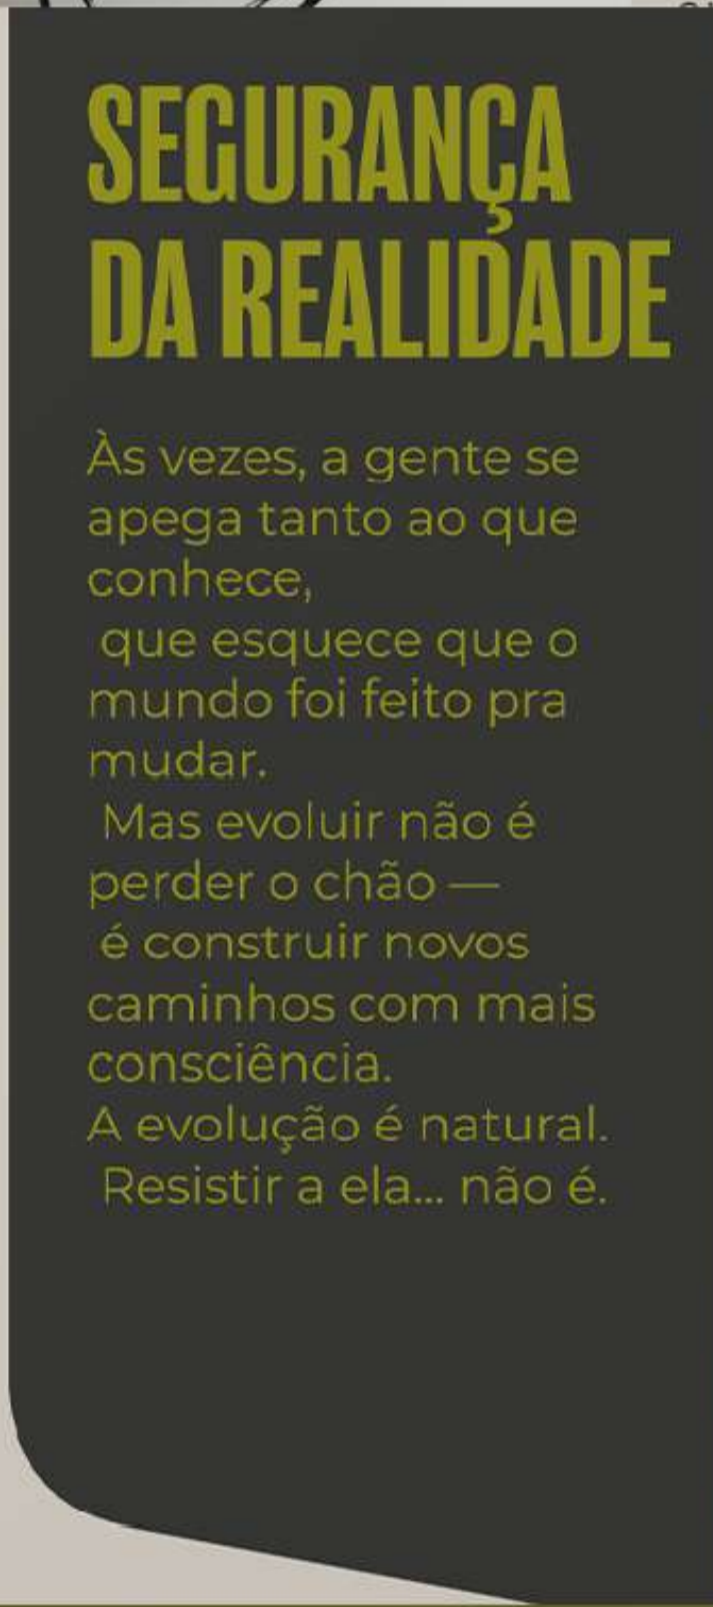 SEGURANÇA
DA REALIDADE
Às vezes, a gente se
apega tanto ao que
conhece,
que esquece que o
mundo foi feito pra
mudar.
Mas evoluir não é
perder o chão —
é construir novos
caminhos com mais
consciência.
A evolução é natural.
Resistir a ela... não é.